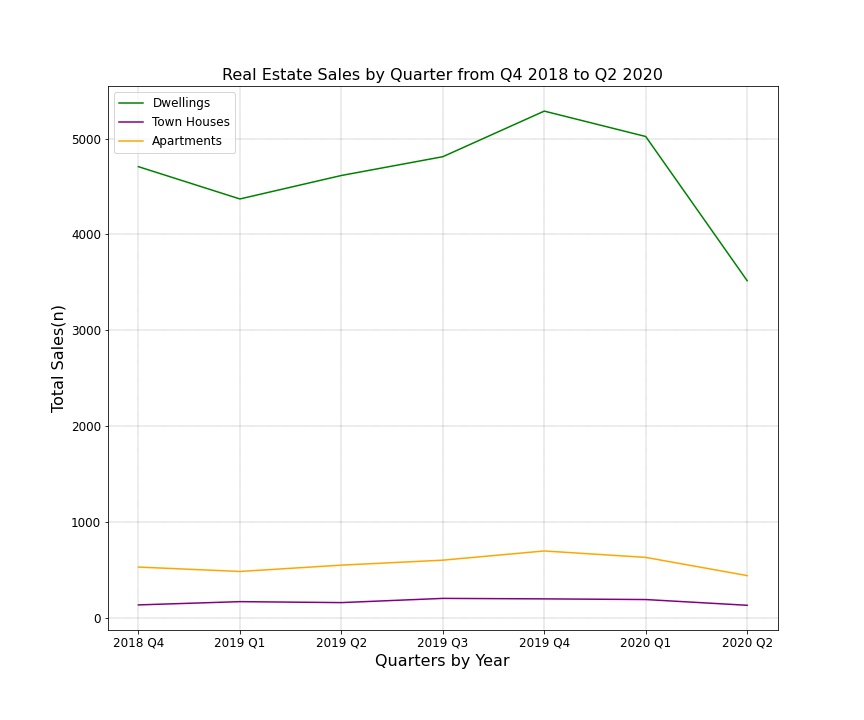 Real Estate Sales by Quarter from Q4 2018 to Q2 2020
Dwellings
Town Houses
Apartments
Total Sales(n)
5000
4000
3000
2000
1000
0
2018 Q4 2019 Q1 2019 Q2 2019 Q3 2019 Q4 2020 Q1 2020 Q2
Quarters by Year